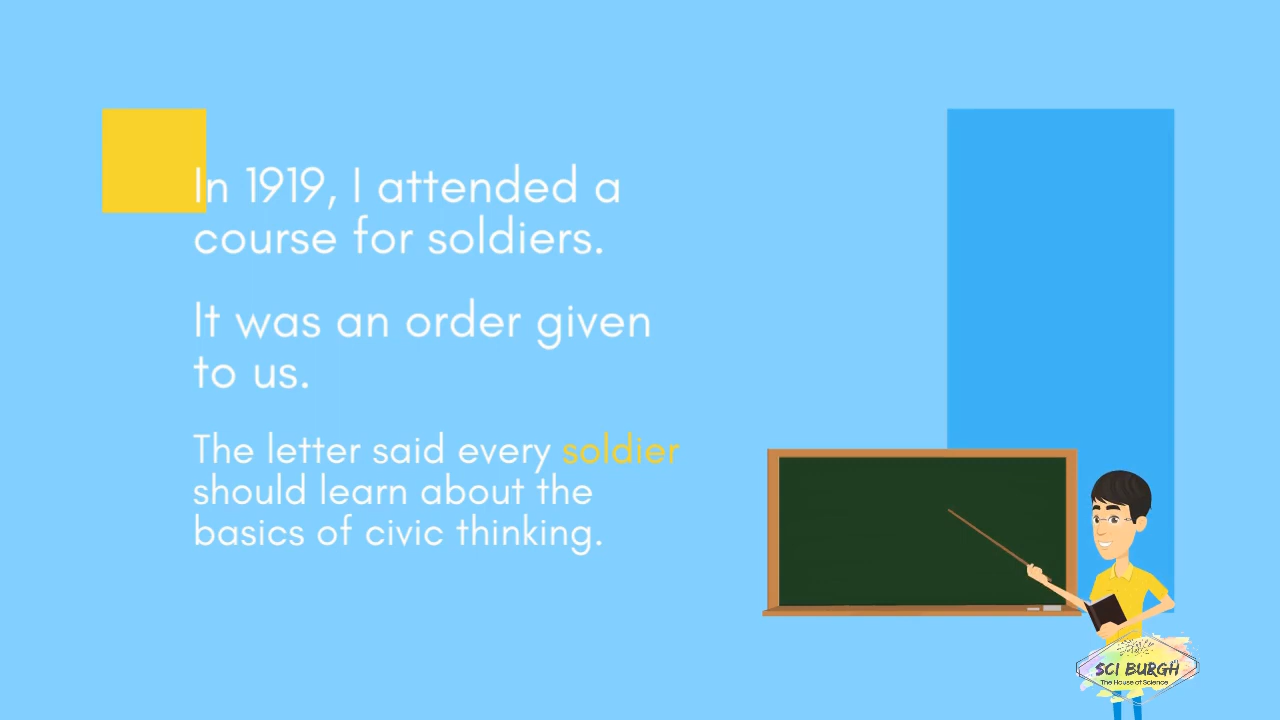 In 1919, I attended a
course for soldiers.
It was an order given
to us.
The letter said every soldier
should learn about the
basics of civic thinking.
SCI BURGH
The House of Science